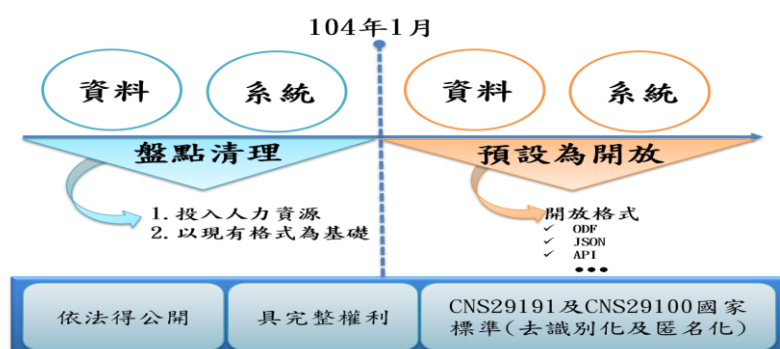 104年1月
資料
系統
資料
系統
盤點清理
預設為開放
1. 投入人力資源
2. 以現有格式為基礎
開放格式
✓ ODF
✓ JSON
✓ API
•••
依法得公開
具完整權利
CNS29191及CNS29100國家
標準(去識別化及匿名化)